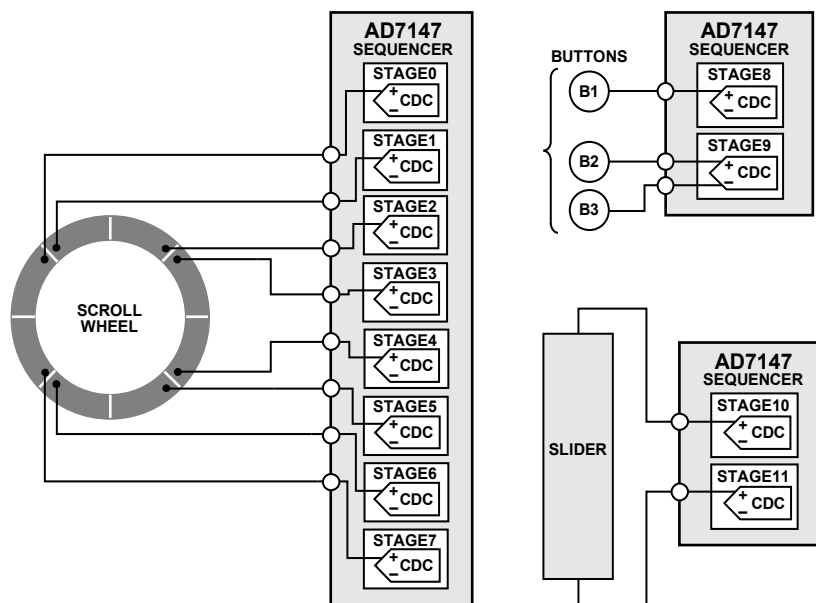 AD7147
SEQUENCER
STAGE0
+
−
CDC
STAGE1
+
−
CDC
STAGE2
+
−
CDC
STAGE3
+
−
CDC
STAGE4
+
−
CDC
STAGE5
+
−
CDC
STAGE6
+
−
CDC
STAGE7
+
−
CDC
SCROLL
WHEEL
BUTTONS
B1
B2
B3
AD7147
SEQUENCER
STAGE8
+
−
CDC
STAGE9
+
−
CDC
SLIDER
AD7147
SEQUENCER
STAGE10
+
−
CDC
STAGE11
+
−
CDC